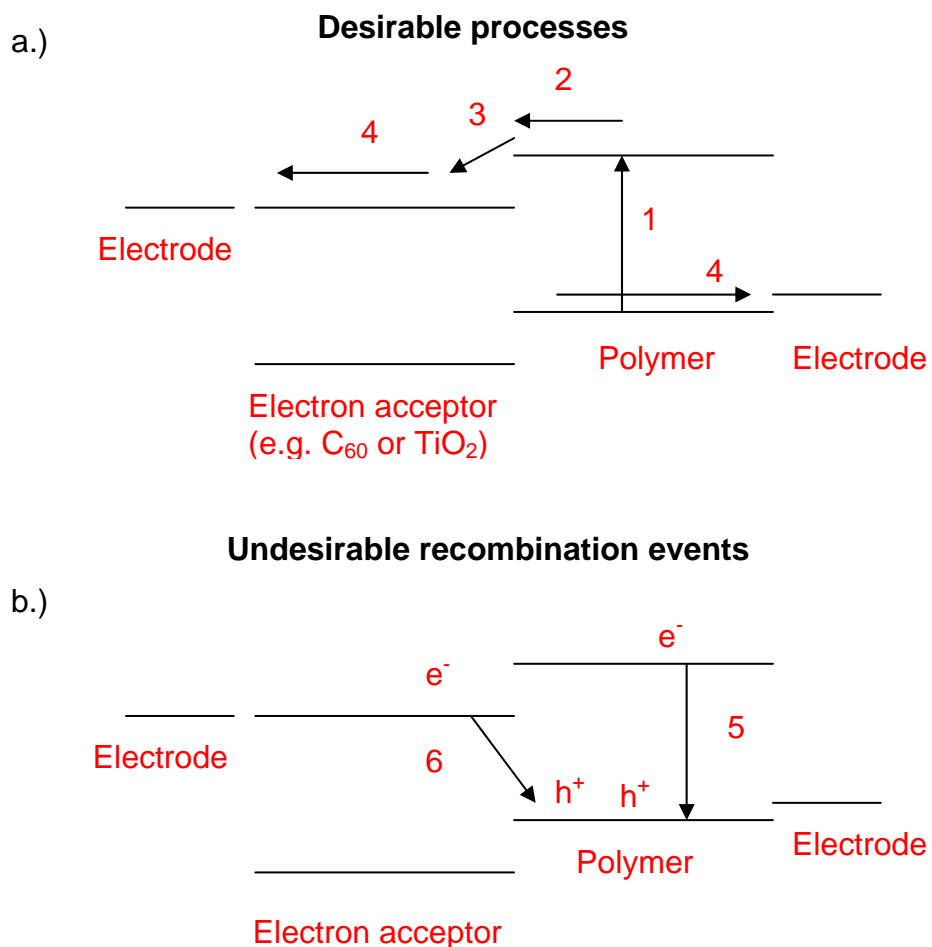 a.)
Desirable processes
2
3
4
1
Electrode
4
Polymer
Electrode
Electron acceptor
(e.g. C₆₀ or TiO₂)
Undesirable recombination events
b.)
e⁻
e⁻
Electrode
6
5
h⁺ h⁺
Polymer
Electrode
Electron acceptor